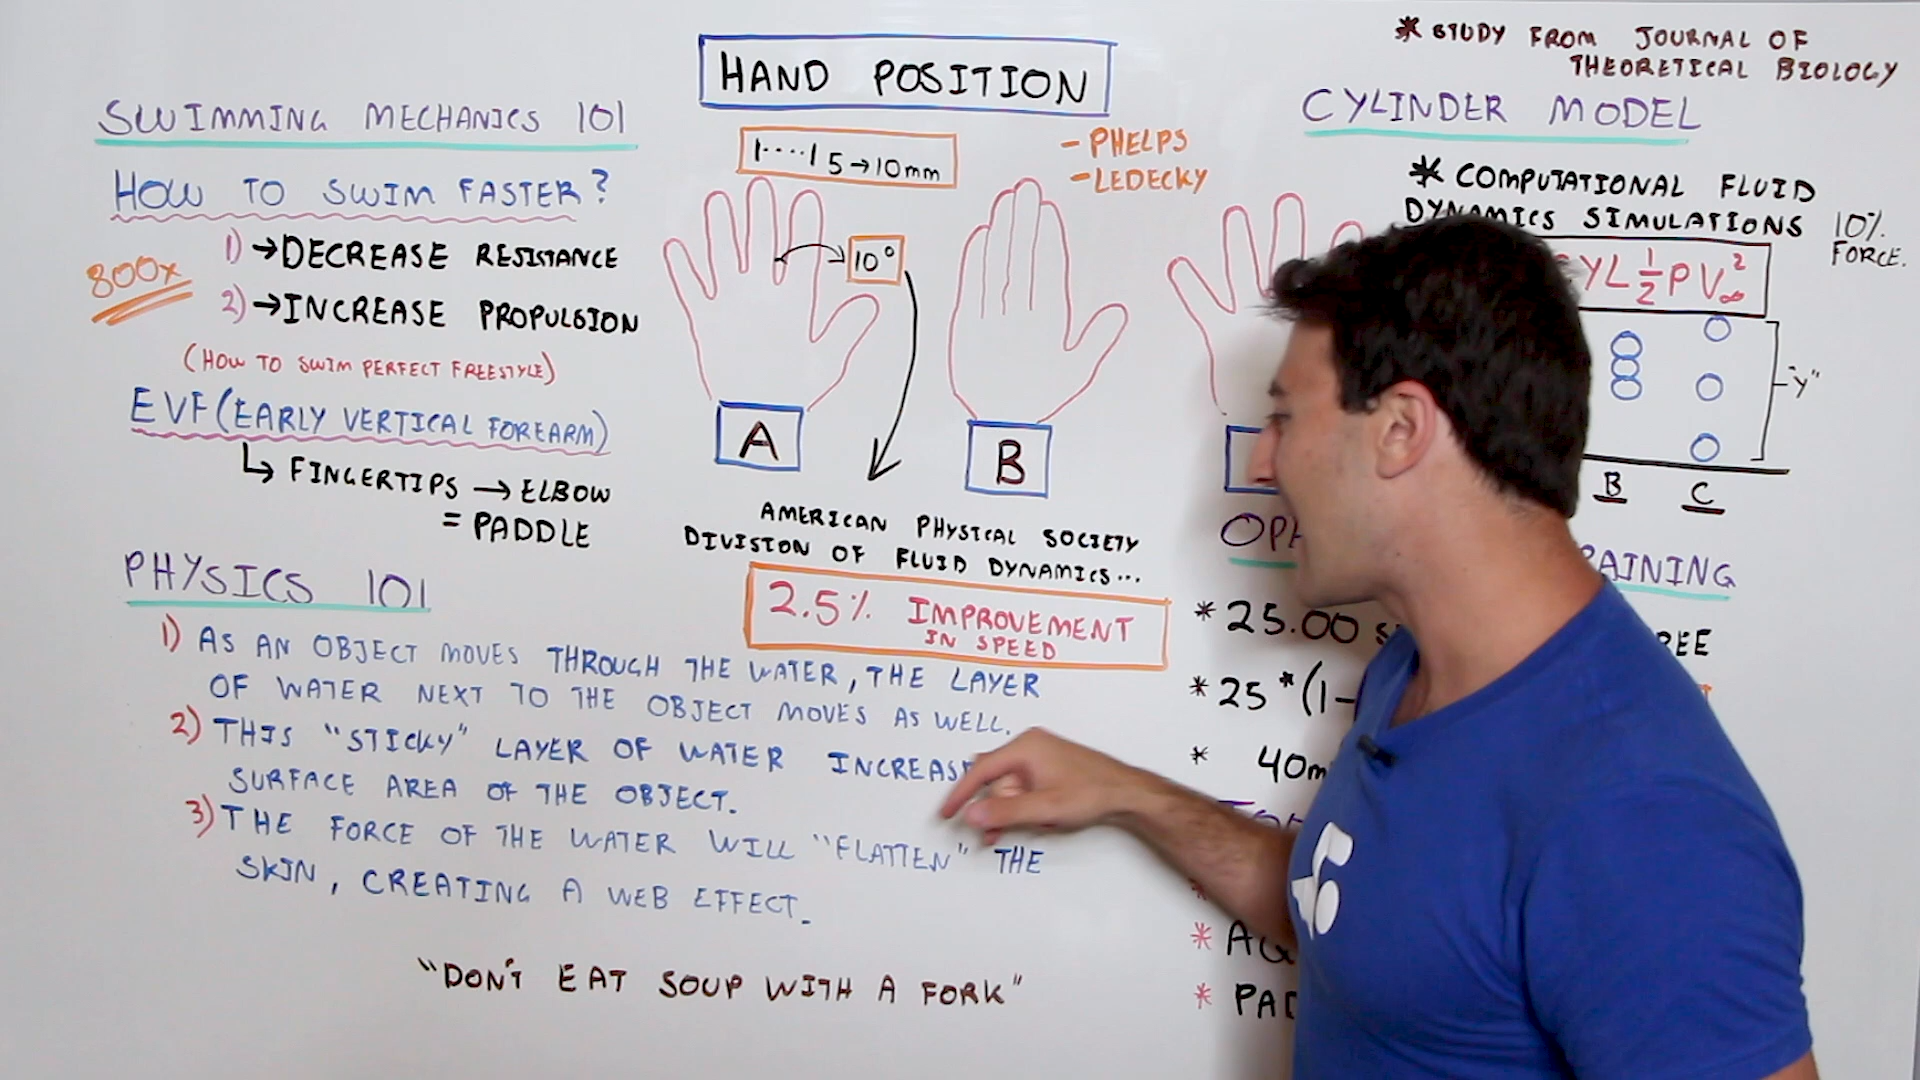 HAND POSITION
SWIMMING MECHANICS 101
HOW TO SWIM FASTER?
800x
1) →DECREASE RESISTANCE
2) →INCREASE PROPULSION
(HOW TO SWIM PERFECT FREESTYLE)
EVF (EARLY VERTICAL FOREARM)
↳ FINGERTIPS → ELBOW
= PADDLE
PHYSICS 101
1) AS AN OBJECT MOVES THROUGH THE WATER, THE LAYER
OF WATER NEXT TO THE OBJECT MOVES AS WELL.
2) THIS "STICKY" LAYER OF WATER
SURFACE AREA OF THE OBJECT.
3) THE FORCE OF THE WATER WILL "FLATTEN" THE
SKIN, CREATING A WEB EFFECT.
"DON'T EAT SOUP WITH A FORK"
1····1 5→10mm
- PHELPS
- LEDECKY
10°
A
B
AMERICAN PHYSICAL SOCIETY
DIVISION OF FLUID DYNAMICS...
2.5% IMPROVEMENT
IN SPEED
* STUDY FROM JOURNAL OF
THEORETICAL BIOLOGY
CYLINDER MODEL
* COMPUTATIONAL FLUID
DYNAMICS SIMULATIONS
10%
FORCE.
YL 1/2 P V∞²
"Y"
B C
* 25.00
* 25*(1-
* 40m